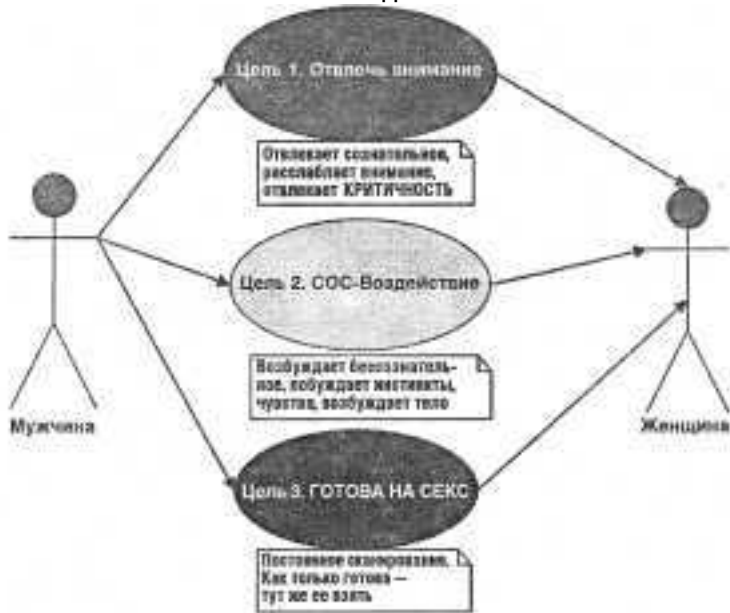 Цель 1. Отвлечь внимание
Отвлекает сознательное,
расслабляет внимание,
отвлекает КРИТИЧНОСТЬ
Цель 2. СОС-Воздействие
Возбуждает бессознатель-
ное, побуждает инстинкты,
чувства, возбуждает тело
Мужчина
Женщина
Цель 3. ГОТОВА НА СЕКС
Постоянное сканирование.
Как только готова —
тут же ее взять